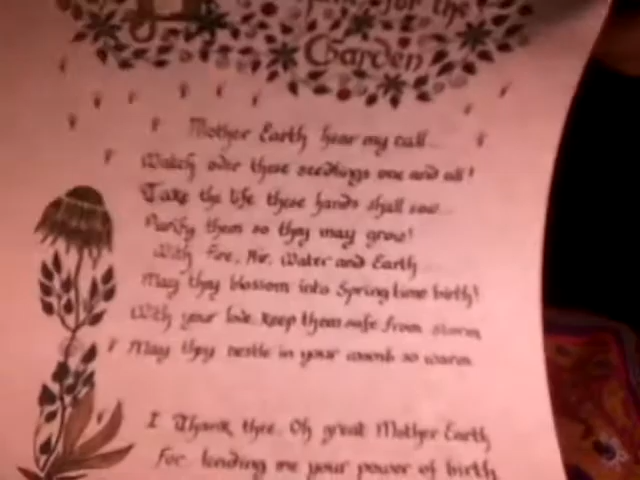 for the
Garden
Mother Earth hear my call...
Watch over these seedlings one and all!
Take the life these hands shall sow...
Purify them so they may grow!
With Fire, Air, Water and Earth
May they blossom into Springtime birth!
With your love keep them safe from storm
May they nestle in your womb so warm
I Thank thee, Oh great Mother Earth
For lending me your power of birth